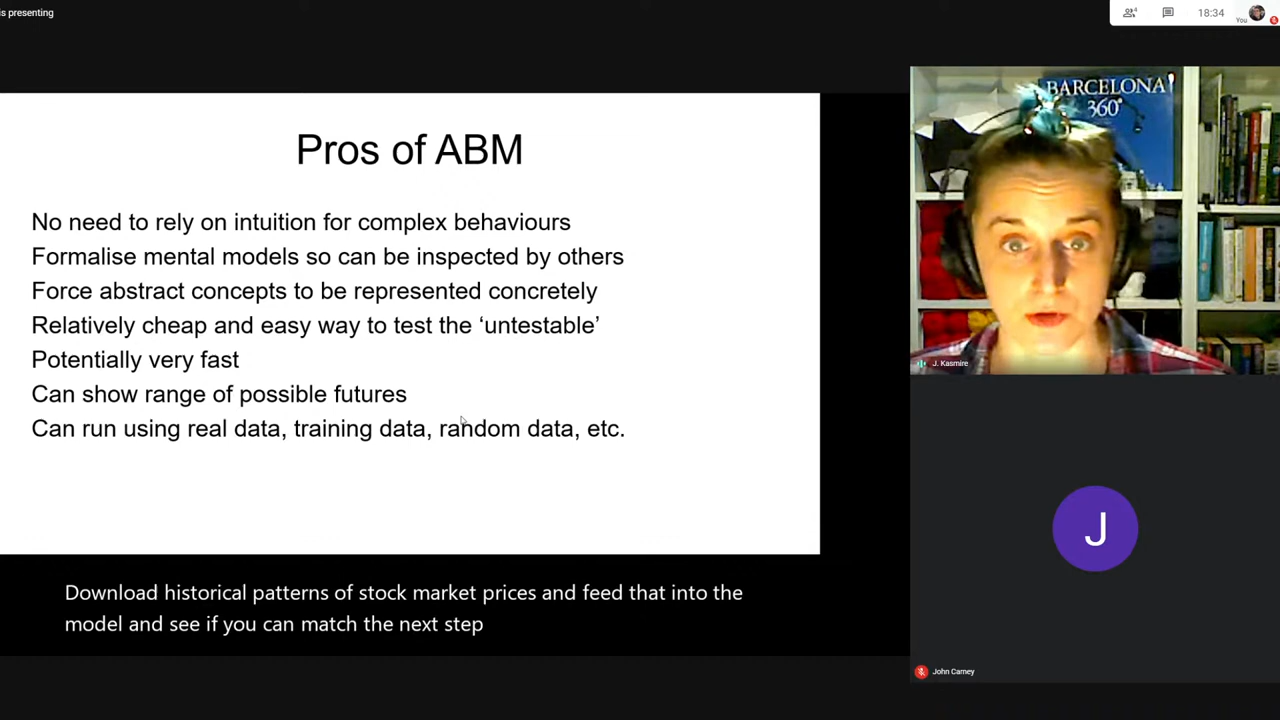 is presenting
4
18:34
You
Pros of ABM
No need to rely on intuition for complex behaviours
Formalise mental models so can be inspected by others
Force abstract concepts to be represented concretely
Relatively cheap and easy way to test the ‘untestable’
Potentially very fast
Can show range of possible futures
Can run using real data, training data, random data, etc.
Download historical patterns of stock market prices and feed that into the
model and see if you can match the next step
BARCELONA
360°
J. Kasmire
J
John Carney